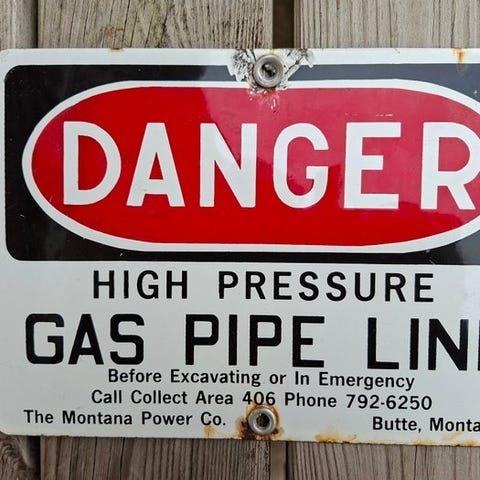 DANGER
HIGH PRESSURE
GAS PIPE LIN
Before Excavating or In Emergency
Call Collect Area 406 Phone 792-6250
The Montana Power Co. Butte, Monta